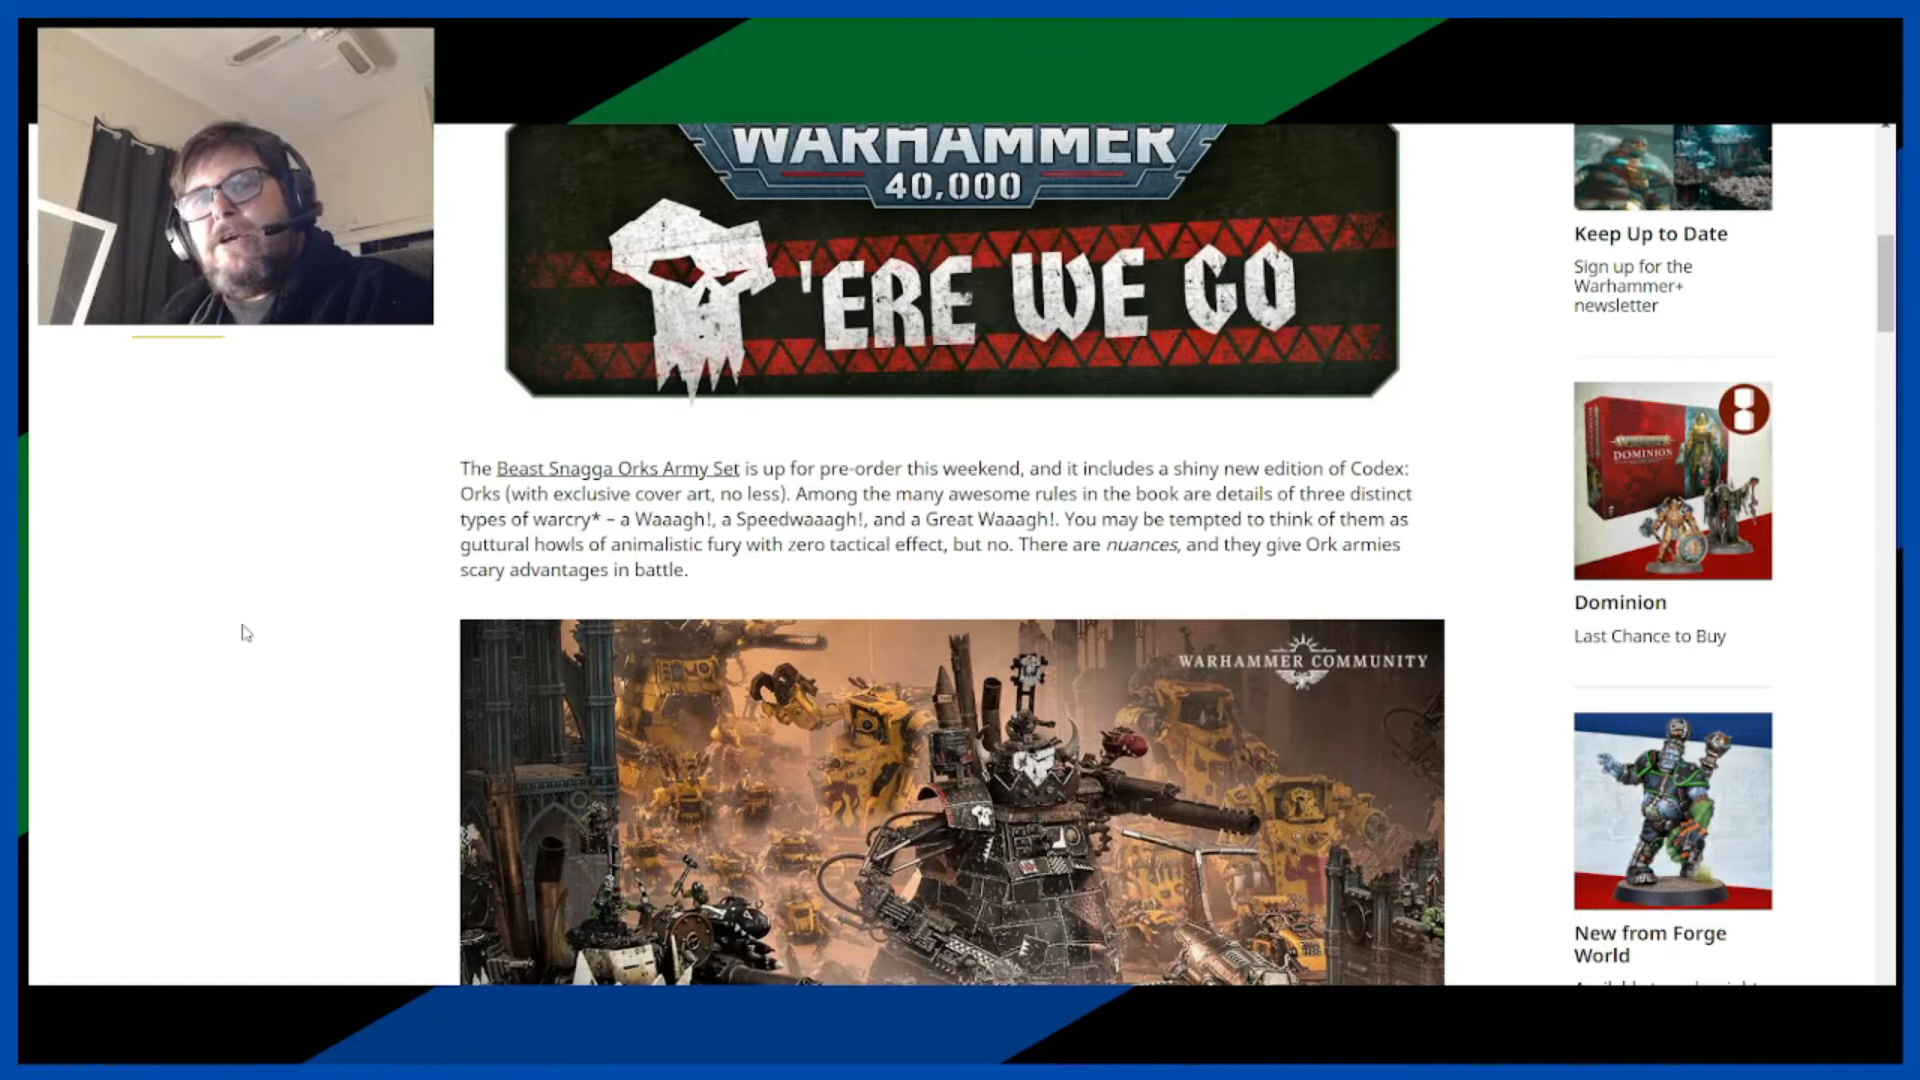 WARHAMMER
40,000
'ERE WE GO
The Beast Snagga Orks Army Set is up for pre-order this weekend, and it includes a shiny new edition of Codex:
Orks (with exclusive cover art, no less). Among the many awesome rules in the book are details of three distinct
types of warcry* – a Waaagh!, a Speedwaaagh!, and a Great Waaagh!. You may be tempted to think of them as
guttural howls of animalistic fury with zero tactical effect, but no. There are nuances, and they give Ork armies
scary advantages in battle.
WARHAMMER COMMUNITY
Keep Up to Date
Sign up for the
Warhammer+
newsletter
DOMINION
Dominion
Last Chance to Buy
New from Forge
World